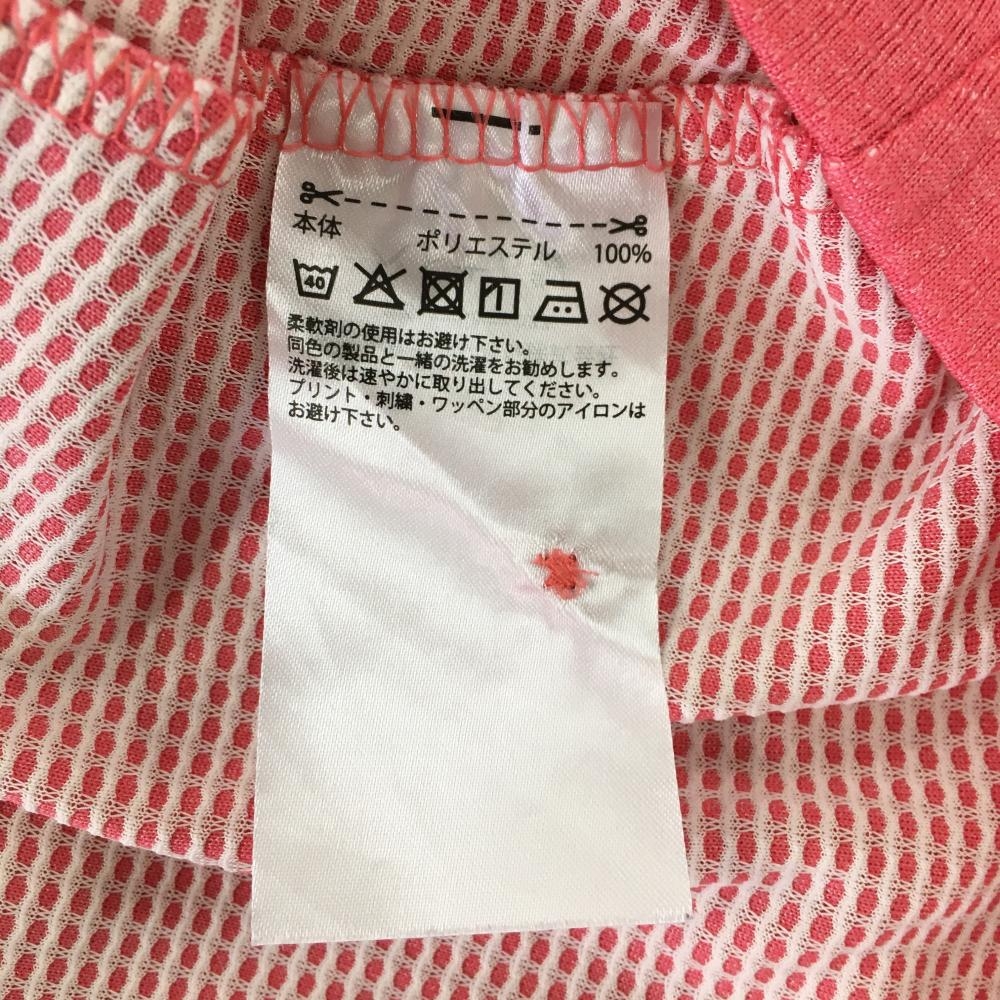 本体 ポリエステル 100%
40
柔軟剤の使用はお避け下さい。
同色の製品と一緒の洗濯をお勧めします。
洗濯後は速やかに取り出してください。
プリント・刺繍・ワッペン部分のアイロンは
お避け下さい。